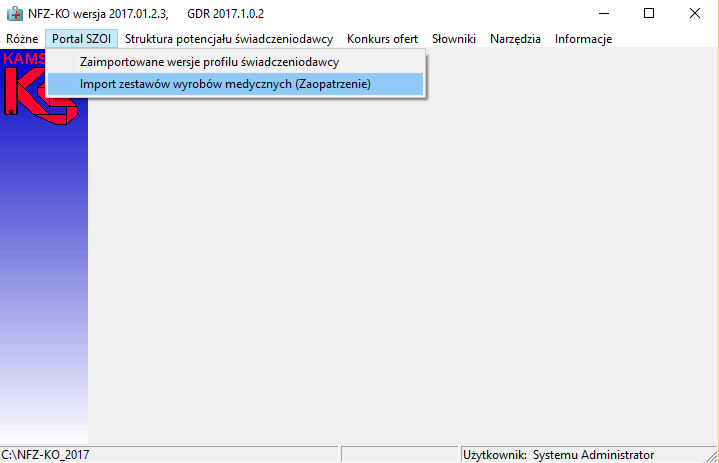 NFZ-KO wersja 2017.01.2.3, GDR 2017.1.0.2
Różne Portal SZOI Struktura potencjału świadczeniodawcy Konkurs ofert Słowniki Narzędzia Informacje
KAMS
Zaimportowane wersje profilu świadczeniodawcy
Import zestawów wyrobów medycznych (Zaopatrzenie)
KS
C:\NFZ-KO_2017 Użytkownik: Systemu Administrator